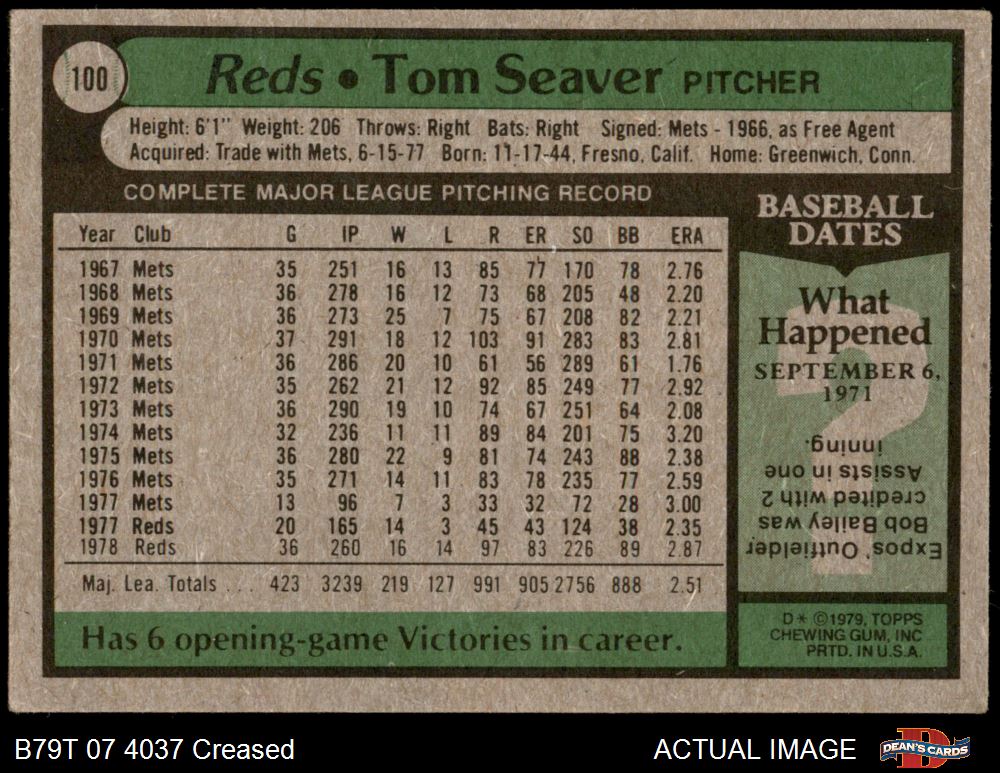 100
Reds • Tom Seaver PITCHER
Height: 6'1" Weight: 206 Throws: Right Bats: Right Signed: Mets - 1966, as Free Agent
Acquired: Trade with Mets, 6-15-77 Born: 11-17-44, Fresno, Calif. Home: Greenwich, Conn.
COMPLETE MAJOR LEAGUE PITCHING RECORD
Year Club G IP W L R ER SO BB ERA
1967 Mets 35 251 16 13 85 77 170 78 2.76
1968 Mets 36 278 16 12 73 68 205 48 2.20
1969 Mets 36 273 25 7 75 67 208 82 2.21
1970 Mets 37 291 18 12 103 91 283 83 2.81
1971 Mets 36 286 20 10 61 56 289 61 1.76
1972 Mets 35 262 21 12 92 85 249 77 2.92
1973 Mets 36 290 19 10 74 67 251 64 2.08
1974 Mets 32 236 11 11 89 84 201 75 3.20
1975 Mets 36 280 22 9 81 74 243 88 2.38
1976 Mets 35 271 14 11 83 78 235 77 2.59
1977 Mets 13 96 7 3 33 32 72 28 3.00
1977 Reds 20 165 14 3 45 43 124 38 2.35
1978 Reds 36 260 16 14 97 83 226 89 2.87
Maj. Lea. Totals . . . 423 3239 219 127 991 905 2756 888 2.51
Has 6 opening-game Victories in career.
BASEBALL
DATES
What
Happened
SEPTEMBER 6,
1971
?
Expos' Outfielder
Bob Bailey was
credited with 2
Assists in one
inning.
D* ©1979, TOPPS
CHEWING GUM, INC
PRTD. IN U.S.A.
B79T 07 4037 Creased
ACTUAL IMAGE
DEAN'S CARDS